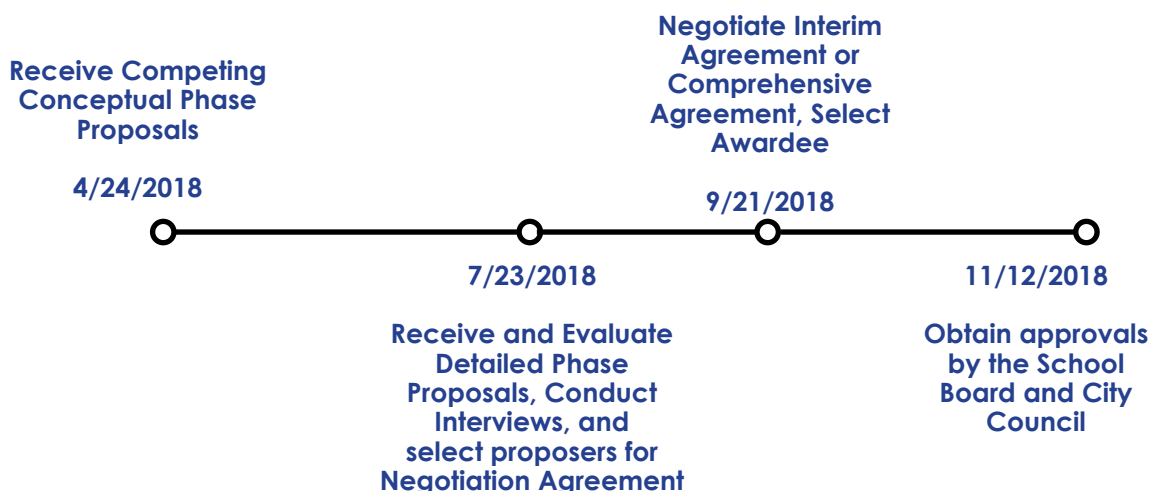 Receive Competing
Conceptual Phase
Proposals
4/24/2018
7/23/2018
Receive and Evaluate
Detailed Phase
Proposals, Conduct
Interviews, and
select proposers for
Negotiation Agreement
Negotiate Interim
Agreement or
Comprehensive
Agreement, Select
Awardee
9/21/2018
11/12/2018
Obtain approvals
by the School
Board and City
Council